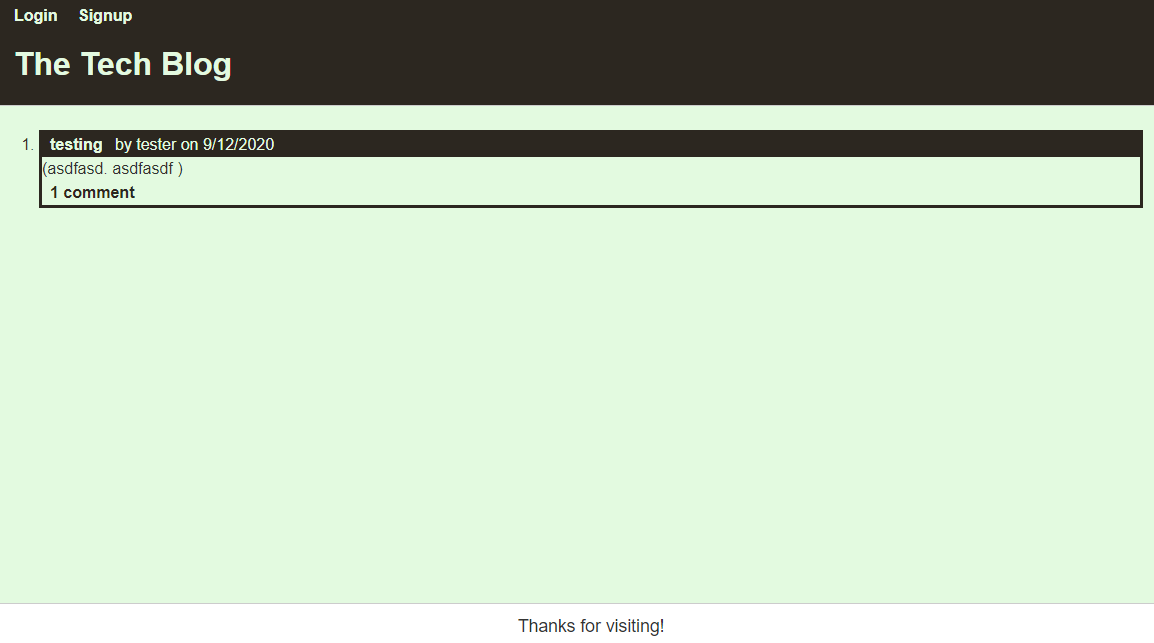 Login Signup
The Tech Blog
1. testing by tester on 9/12/2020
(asdfasd. asdfasdf )
1 comment
Thanks for visiting!